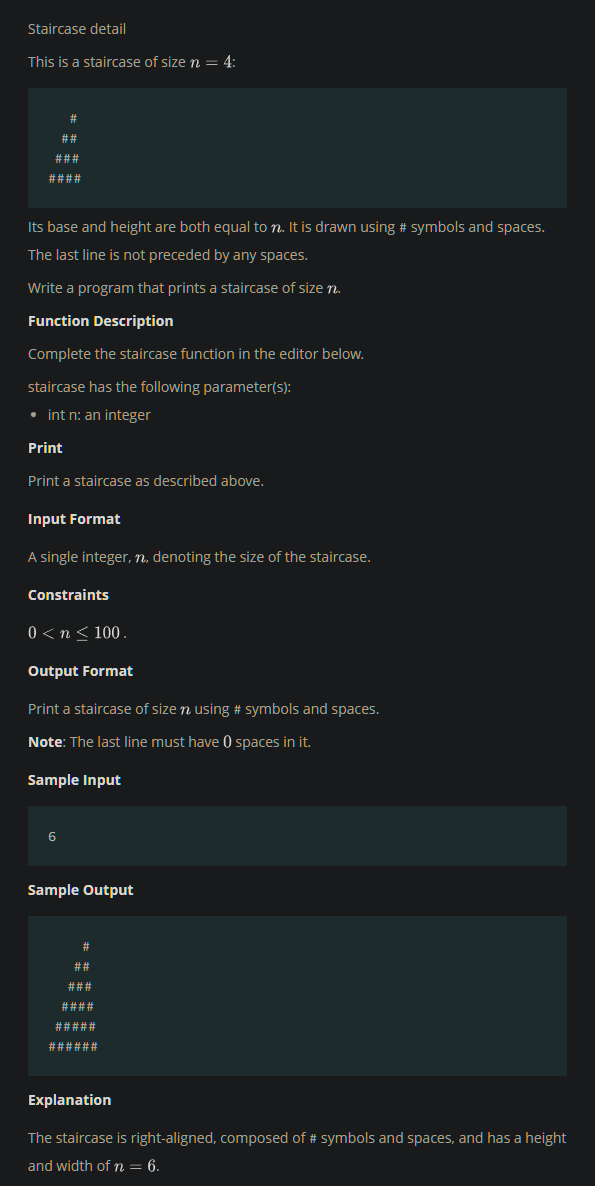 Staircase detail
This is a staircase of size n = 4:
   #
  ##
 ###
####
Its base and height are both equal to n. It is drawn using # symbols and spaces.
The last line is not preceded by any spaces.
Write a program that prints a staircase of size n.
Function Description
Complete the staircase function in the editor below.
staircase has the following parameter(s):
• int n: an integer
Print
Print a staircase as described above.
Input Format
A single integer, n, denoting the size of the staircase.
Constraints
0 < n ≤ 100 .
Output Format
Print a staircase of size n using # symbols and spaces.
Note: The last line must have 0 spaces in it.
Sample Input
6
Sample Output
     #
    ##
   ###
  ####
 #####
######
Explanation
The staircase is right-aligned, composed of # symbols and spaces, and has a height
and width of n = 6.